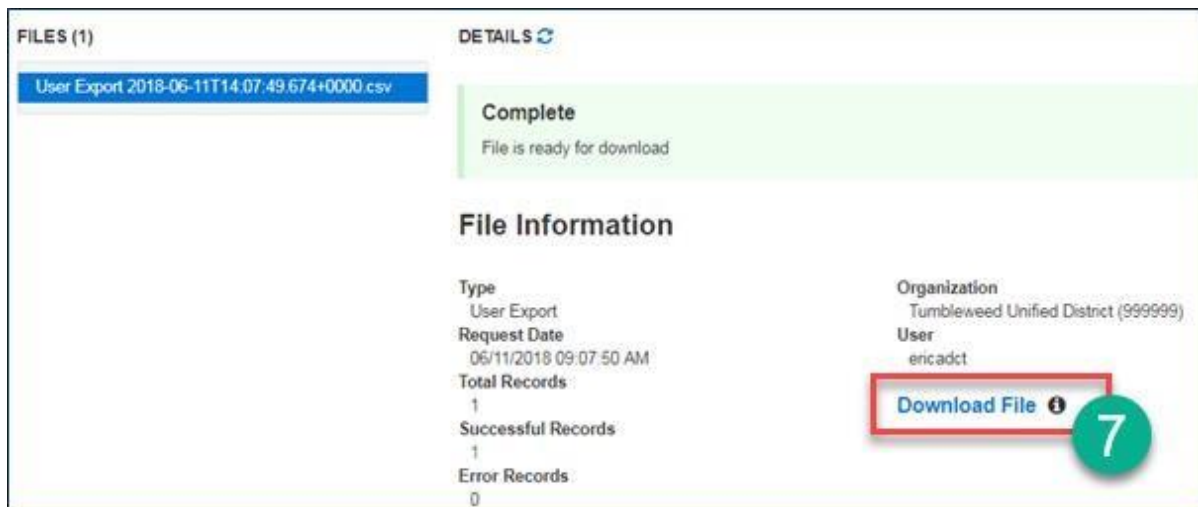 FILES (1)
User Export 2018-06-11T14:07:49.674+0000.csv
DETAILS
Complete
File is ready for download
File Information
Type
User Export
Request Date
06/11/2018 09:07:50 AM
Total Records
1
Successful Records
1
Error Records
0
Organization
Tumbleweed Unified District (999999)
User
ericadct
Download File
7